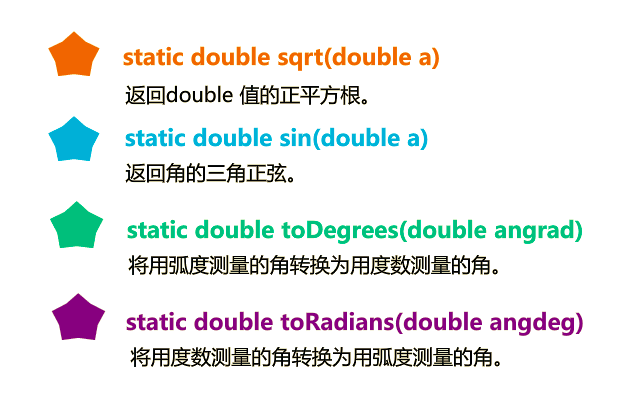 static double sqrt(double a)
返回double 值的正平方根。
static double sin(double a)
返回角的三角正弦。
static double toDegrees(double angrad)
将用弧度测量的角转换为用度数测量的角。
static double toRadians(double angdeg)
将用度数测量的角转换为用弧度测量的角。